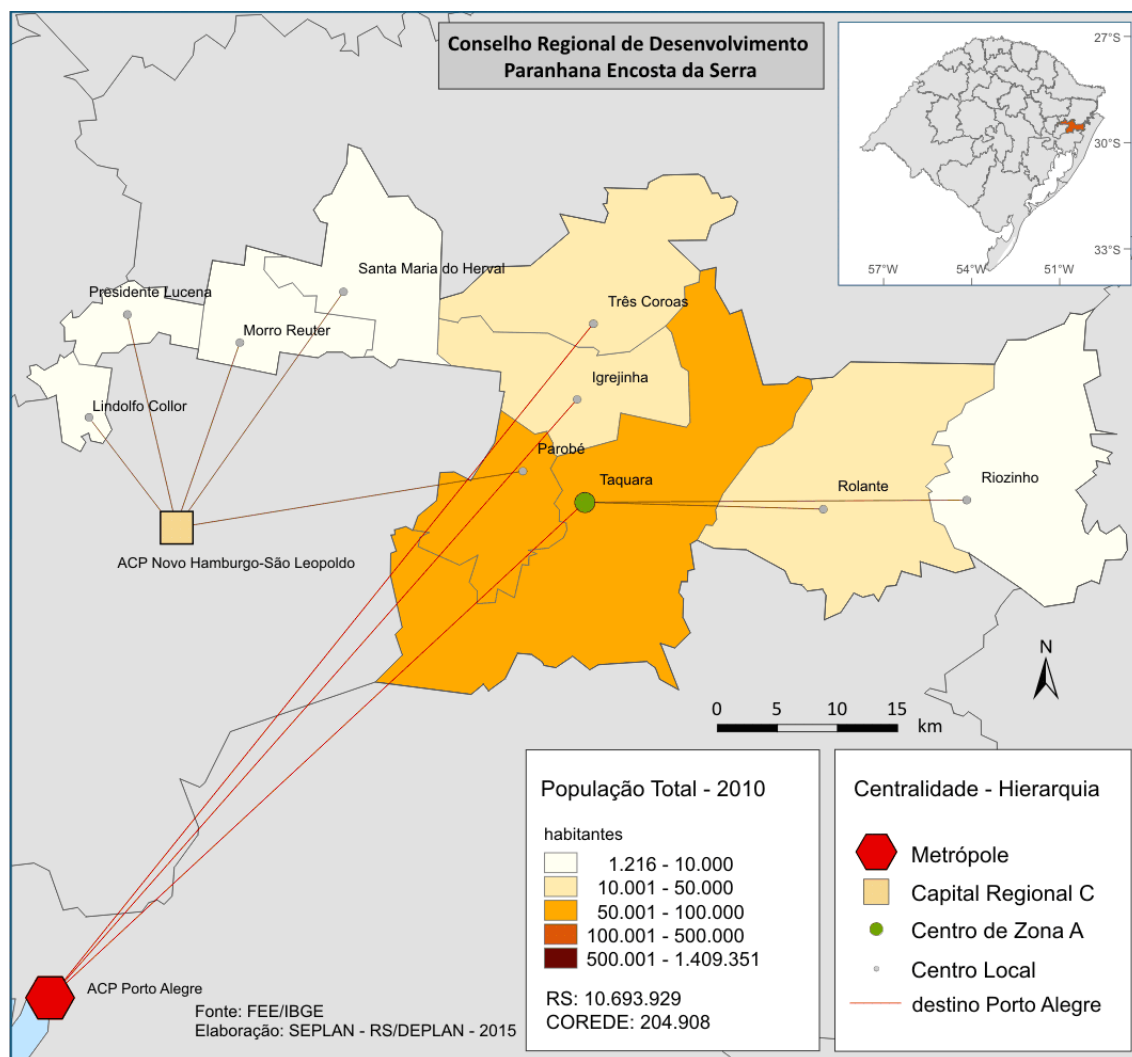 Conselho Regional de Desenvolvimento
Paranhana Encosta da Serra
27°S
30°S
33°S
57°W
54°W
51°W
Santa Maria do Herval
Presidente Lucena
Três Coroas
Morro Reuter
Igrejinha
Lindolfo Collor
Parobé
Taquara
Rolante
Riozinho
ACP Novo Hamburgo-São Leopoldo
N
0 5 10 15
km
População Total - 2010
habitantes
1.216 - 10.000
10.001 - 50.000
50.001 - 100.000
100.001 - 500.000
500.001 - 1.409.351
RS: 10.693.929
COREDE: 204.908
Centralidade - Hierarquia
Metrópole
Capital Regional C
Centro de Zona A
Centro Local
destino Porto Alegre
ACP Porto Alegre
Fonte: FEE/IBGE
Elaboração: SEPLAN - RS/DEPLAN - 2015